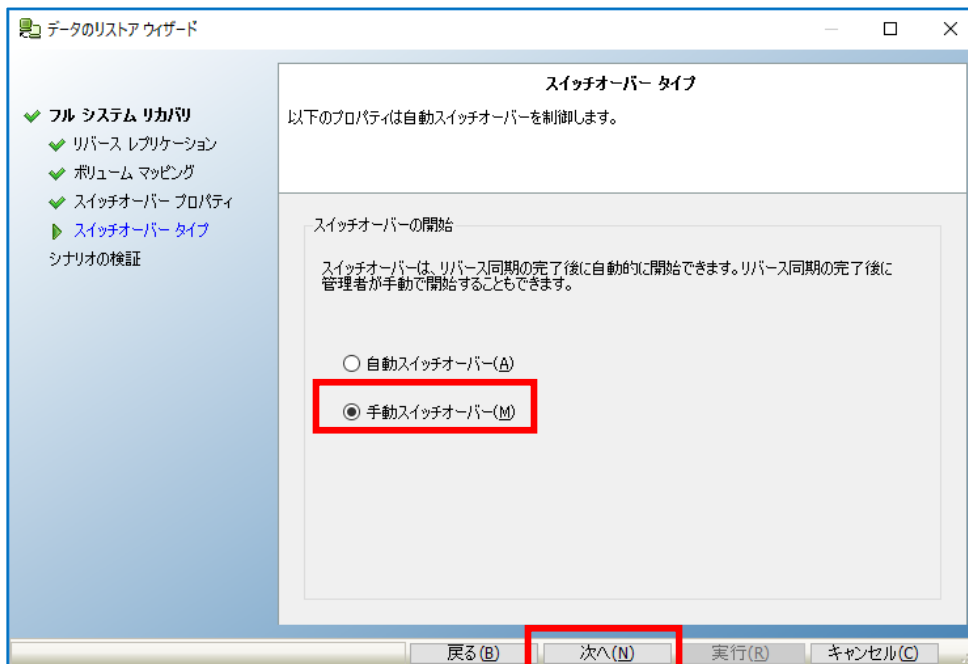 データのリストア ウィザード
フル システム リカバリ
リバース レプリケーション
ボリューム マッピング
スイッチオーバー プロパティ
スイッチオーバー タイプ
シナリオの検証
スイッチオーバー タイプ
以下のプロパティは自動スイッチオーバーを制御します。
スイッチオーバーの開始
スイッチオーバーは、リバース同期の完了後に自動的に開始できます。リバース同期の完了後に
管理者が手動で開始することもできます。
自動スイッチオーバー(A)
手動スイッチオーバー(M)
戻る(B)
次へ(N)
実行(R)
キャンセル(C)